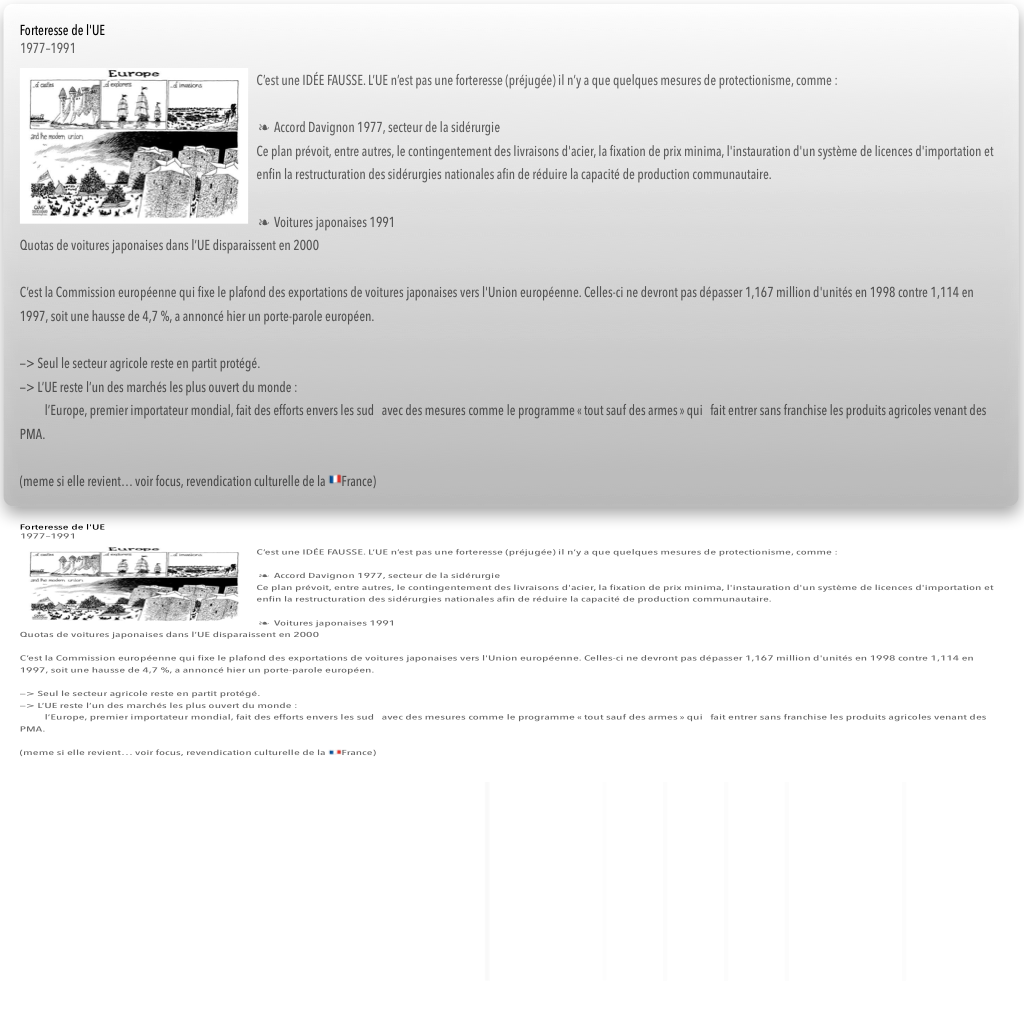 Forteresse de l'UE
1977–1991
Europe
...of castles
...of explorers
...of invasions
and the modern union
C'est une IDÉE FAUSSE. L'UE n'est pas une forteresse (préjugée) il n'y a que quelques mesures de protectionisme, comme :
❧ Accord Davignon 1977, secteur de la sidérurgie
Ce plan prévoit, entre autres, le contingentement des livraisons d'acier, la fixation de prix minima, l'instauration d'un système de licences d'importation et
enfin la restructuration des sidérurgies nationales afin de réduire la capacité de production communautaire.
❧ Voitures japonaises 1991
Quotas de voitures japonaises dans l'UE disparaissent en 2000
C'est la Commission européenne qui fixe le plafond des exportations de voitures japonaises vers l'Union européenne. Celles-ci ne devront pas dépasser 1,167 million d'unités en 1998 contre 1,114 en
1997, soit une hausse de 4,7 %, a annoncé hier un porte-parole européen.
—> Seul le secteur agricole reste en partit protégé.
—> L'UE reste l'un des marchés les plus ouvert du monde :
l'Europe, premier importateur mondial, fait des efforts envers les sud avec des mesures comme le programme « tout sauf des armes » qui fait entrer sans franchise les produits agricoles venant des
PMA.
(meme si elle revient… voir focus, revendication culturelle de la 🇫🇷France)
Forteresse de l'UE
1977–1991
Europe
...of castles
...of explorers
...of invasions
and the modern union
C'est une IDÉE FAUSSE. L'UE n'est pas une forteresse (préjugée) il n'y a que quelques mesures de protectionisme, comme :
❧ Accord Davignon 1977, secteur de la sidérurgie
Ce plan prévoit, entre autres, le contingentement des livraisons d'acier, la fixation de prix minima, l'instauration d'un système de licences d'importation et
enfin la restructuration des sidérurgies nationales afin de réduire la capacité de production communautaire.
❧ Voitures japonaises 1991
Quotas de voitures japonaises dans l'UE disparaissent en 2000
C'est la Commission européenne qui fixe le plafond des exportations de voitures japonaises vers l'Union européenne. Celles-ci ne devront pas dépasser 1,167 million d'unités en 1998 contre 1,114 en
1997, soit une hausse de 4,7 %, a annoncé hier un porte-parole européen.
—> Seul le secteur agricole reste en partit protégé.
—> L'UE reste l'un des marchés les plus ouvert du monde :
l'Europe, premier importateur mondial, fait des efforts envers les sud avec des mesures comme le programme « tout sauf des armes » qui fait entrer sans franchise les produits agricoles venant des
PMA.
(meme si elle revient… voir focus, revendication culturelle de la 🇫🇷France)